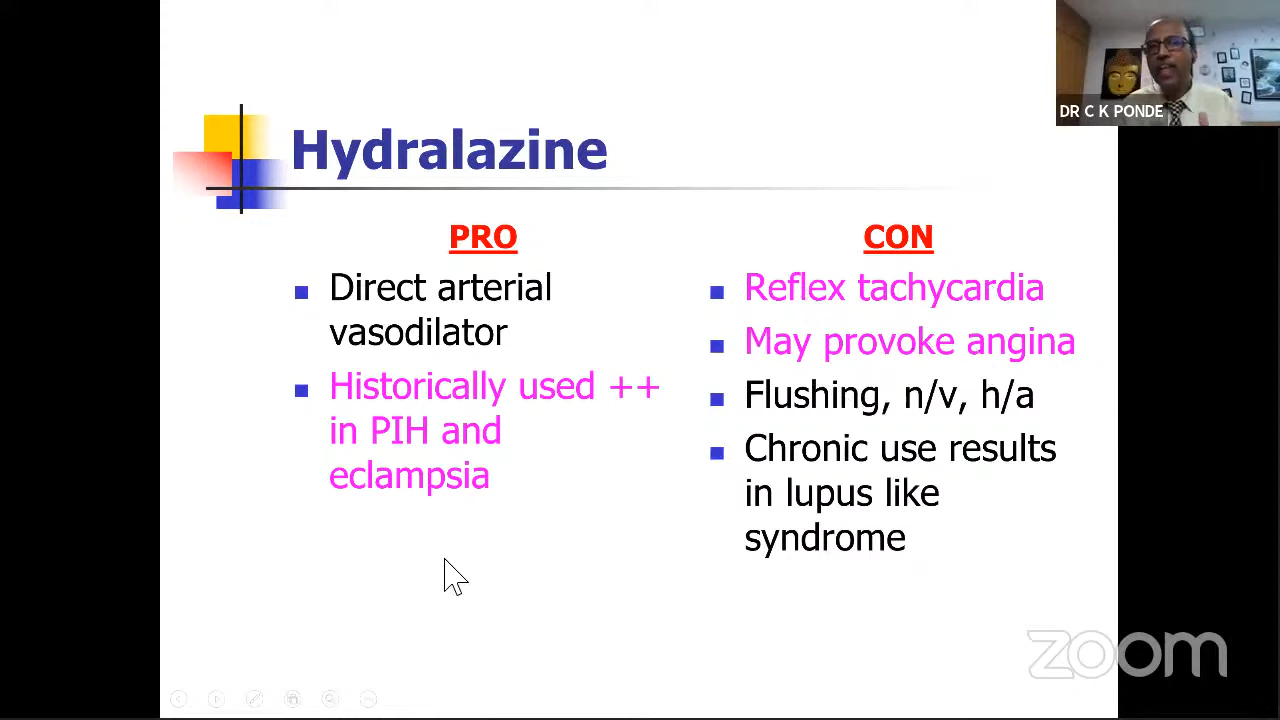 DR C K PONDE
Hydralazine
PRO
Direct arterial
vasodilator
Historically used ++
in PIH and
eclampsia
CON
Reflex tachycardia
May provoke angina
Flushing, n/v, h/a
Chronic use results
in lupus like
syndrome
zoom